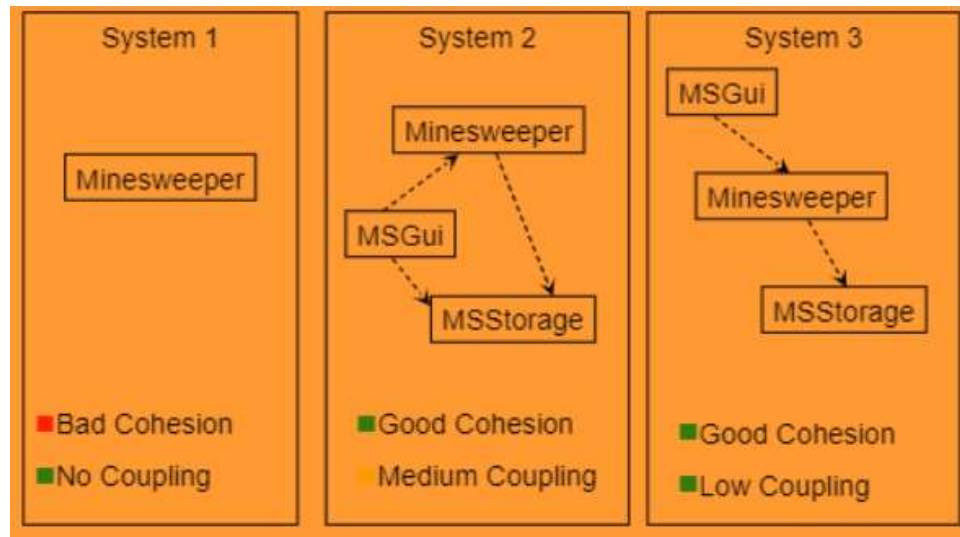 System 1
Minesweeper
Bad Cohesion
No Coupling
System 2
Minesweeper
MSGui
MSStorage
Good Cohesion
Medium Coupling
System 3
MSGui
Minesweeper
MSStorage
Good Cohesion
Low Coupling